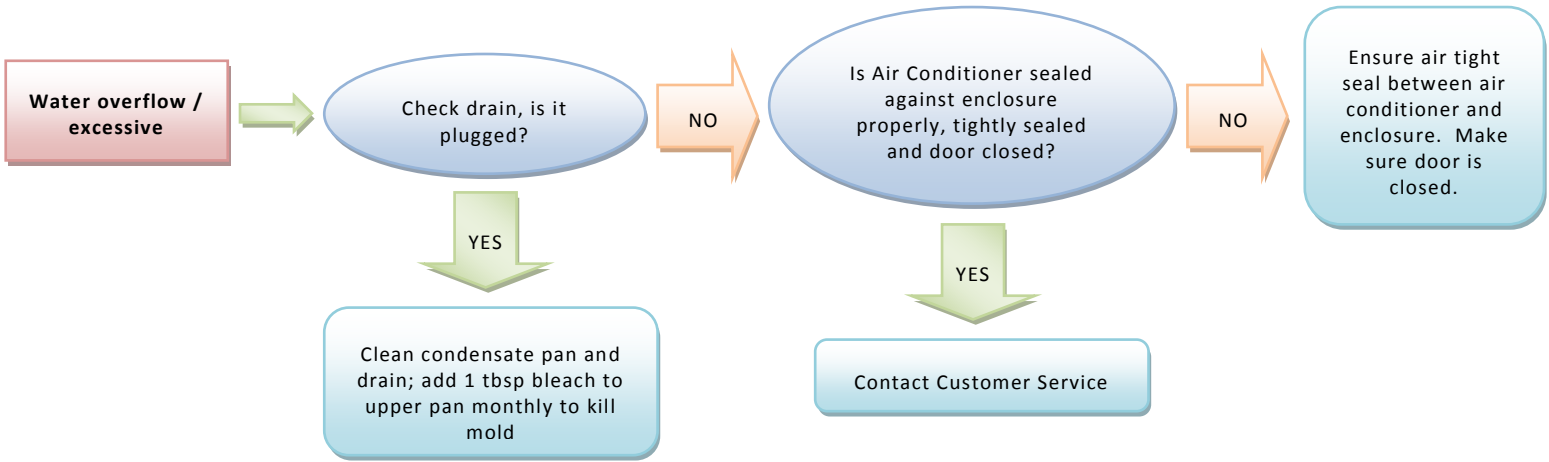 Water overflow /
excessive
Check drain, is it
plugged?
NO
Is Air Conditioner sealed
against enclosure
properly, tightly sealed
and door closed?
NO
Ensure air tight
seal between air
conditioner and
enclosure.  Make
sure door is
closed.
YES
Clean condensate pan and
drain; add 1 tbsp bleach to
upper pan monthly to kill
mold
YES
Contact Customer Service